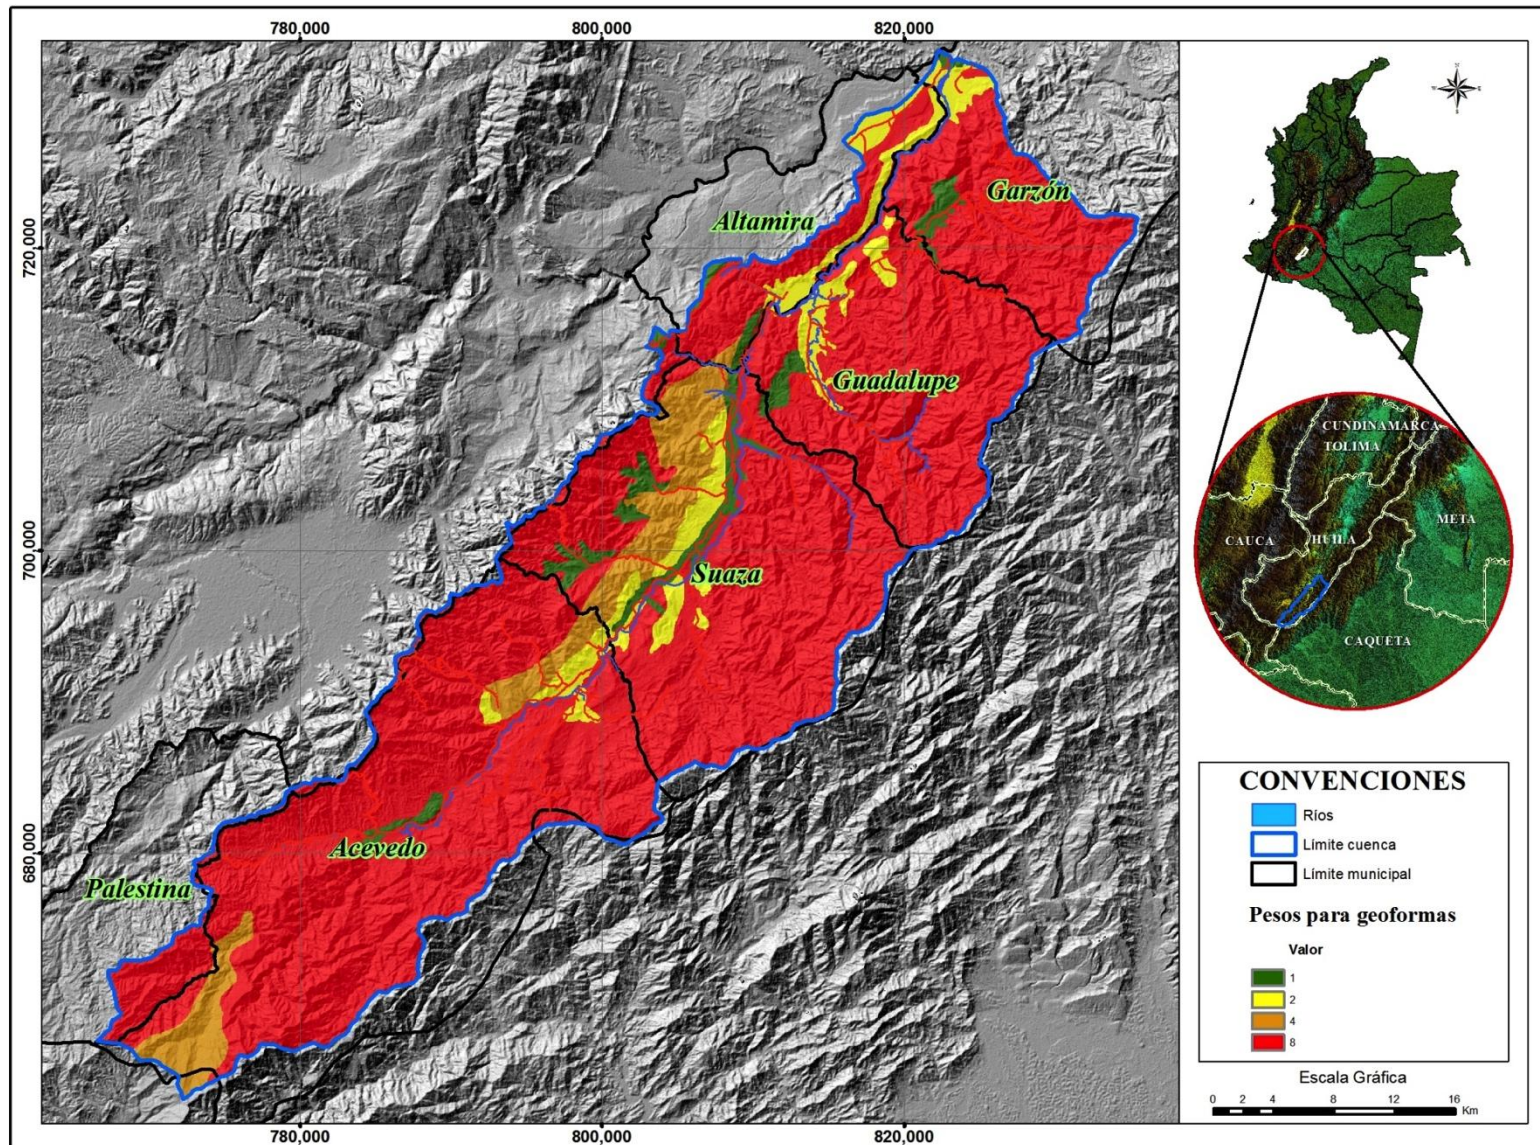 780,000
800,000
820,000
720,000
700,000
680,000
Garzón
Altamira
Guadalupe
Suaza
Acevedo
Palestina
780,000
800,000
820,000
CUNDINAMARCA
TOLIMA
META
CAUCA
HUILA
CAQUETA
CONVENCIONES
Ríos
Límite cuenca
Límite municipal
Pesos para geoformas
Valor
1
2
4
8
Escala Gráfica
0 2 4 8 12 16
Km